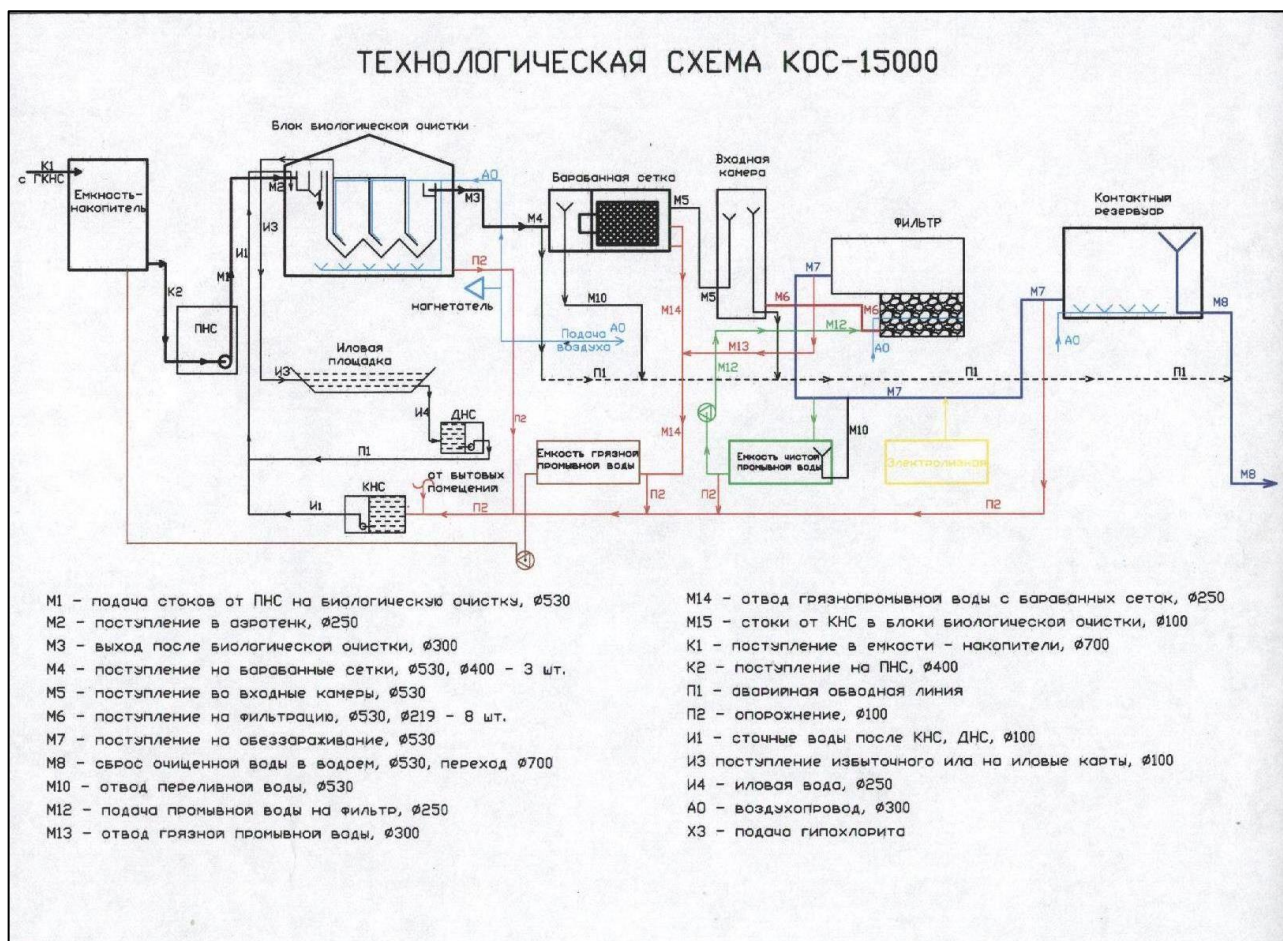 ТЕХНОЛОГИЧЕСКАЯ СХЕМА КОС-15000
Блок биологической очистки
К1
с ГКНС
Емкость-
накопитель
М2
АО
М3
М4
Барабанная сетка
М5
Входная
камера
ФИЛЬТР
Контактный
резервуар
И3
И1
М1
К2
ПНС
П2
нагнетатель
Подача АО
воздуха
М10
М14
М5
М6
М7
М6
М12
АО
М13
М12
М7
АО
М8
Иловая
площадка
И3
И4
ДНС
П1
П2
П1
П1
П1
М7
М14
М10
Емкость грязной
промывной воды
Емкость чистой
промывной воды
Электролизная
М8
от бытовых
помещений
КНС
И1
П2
П2
П2
П2
М1 - подача стоков от ПНС на биологическую очистку, Ø530
М2 - поступление в аэротенк, Ø250
М3 - выход после биологической очистки, Ø300
М4 - поступление на барабанные сетки, Ø530, Ø400 - 3 шт.
М5 - поступление во входные камеры, Ø530
М6 - поступление на фильтрацию, Ø530, Ø219 - 8 шт.
М7 - поступление на обеззараживание, Ø530
М8 - сброс очищенной воды в водоем, Ø530, переход Ø700
М10 - отвод переливной воды, Ø530
М12 - подача промывной воды на фильтр, Ø250
М13 - отвод грязной промывной воды, Ø300
М14 - отвод грязнопромывной воды с барабанных сеток, Ø250
М15 - стоки от КНС в блоки биологической очистки, Ø100
К1 - поступление в емкости - накопители, Ø700
К2 - поступление на ПНС, Ø400
П1 - аварийная обводная линия
П2 - опорожнение, Ø100
И1 - сточные воды после КНС, ДНС, Ø100
И3 поступление избыточного ила на иловые карты, Ø100
И4 - иловая вода, Ø250
АО - воздухопровод, Ø300
Х3 - подача гипохлорита